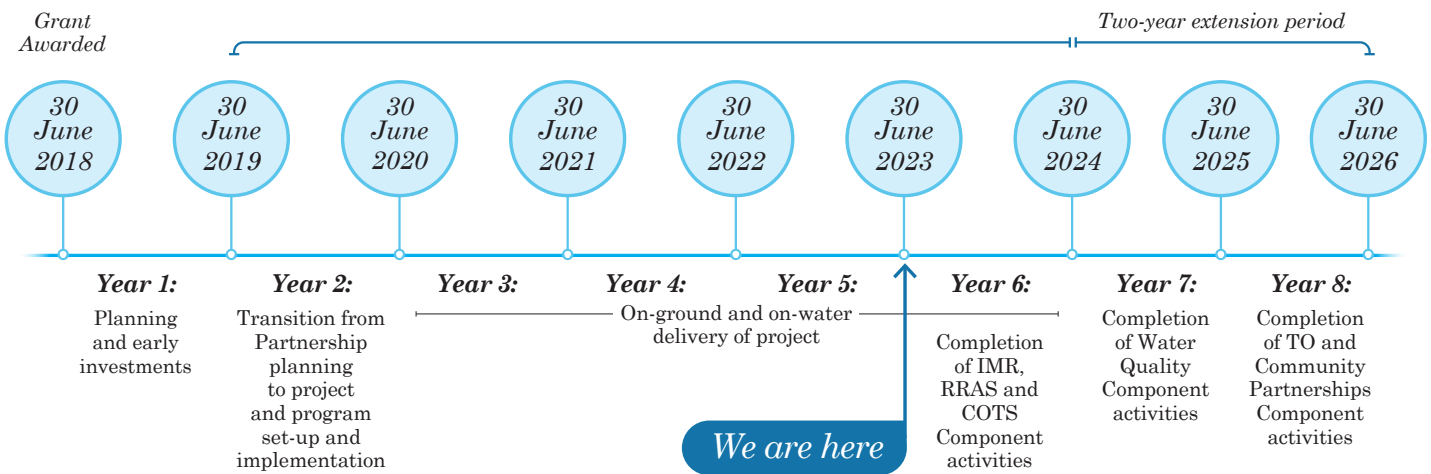 Grant
Awarded
Two-year extension period
30
June
2018
30
June
2019
30
June
2020
30
June
2021
30
June
2022
30
June
2023
30
June
2024
30
June
2025
30
June
2026
Year 1:
Planning
and early
investments
Year 2:
Transition from
Partnership
planning
to project
and program
set-up and
implementation
Year 3:
Year 4:
Year 5:
On-ground and on-water
delivery of project
Year 6:
Completion
of IMR,
RRAS and
COTS
Component
activities
Year 7:
Completion
of Water
Quality
Component
activities
Year 8:
Completion
of TO and
Community
Partnerships
Component
activities
We are here